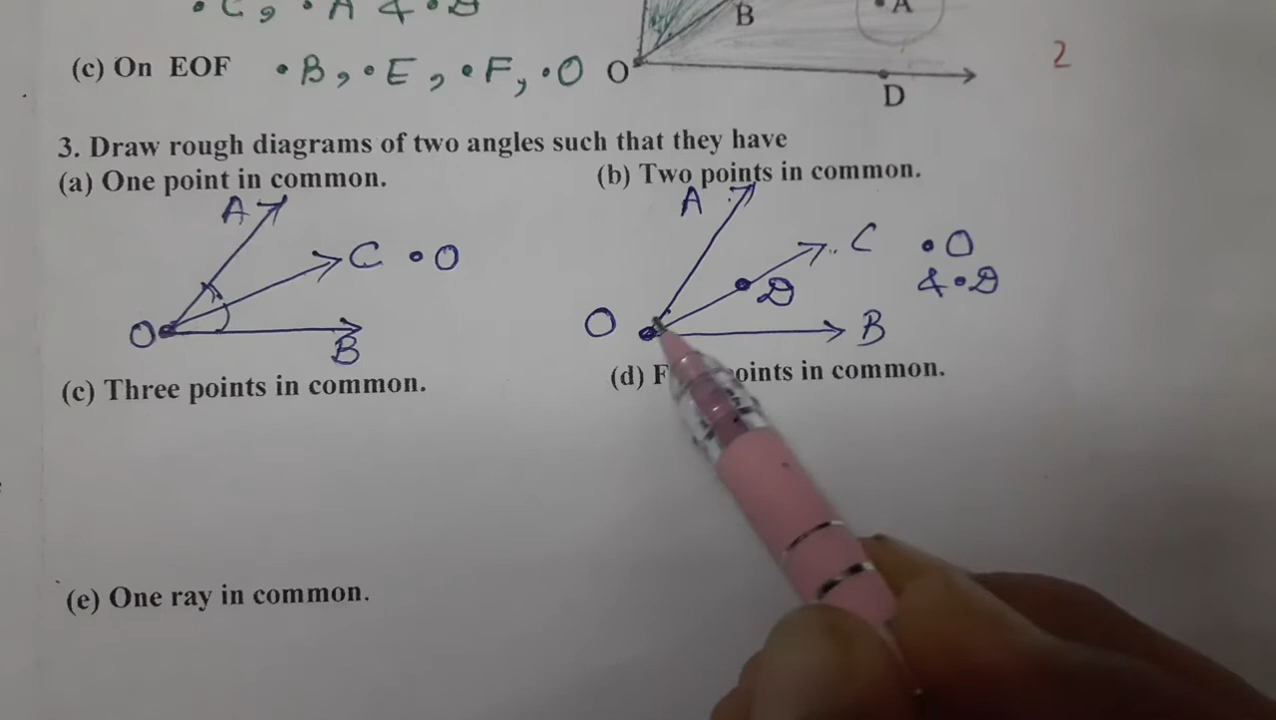 • C, • A & • D
B
• A
(c) On EOF • B, • E, • F, • O
O
D
2
3. Draw rough diagrams of two angles such that they have
(a) One point in common.
(b) Two points in common.
A
C • O
O
B
A
C • O
& • D
D
O
B
(c) Three points in common.
(d) F oints in common.
(e) One ray in common.